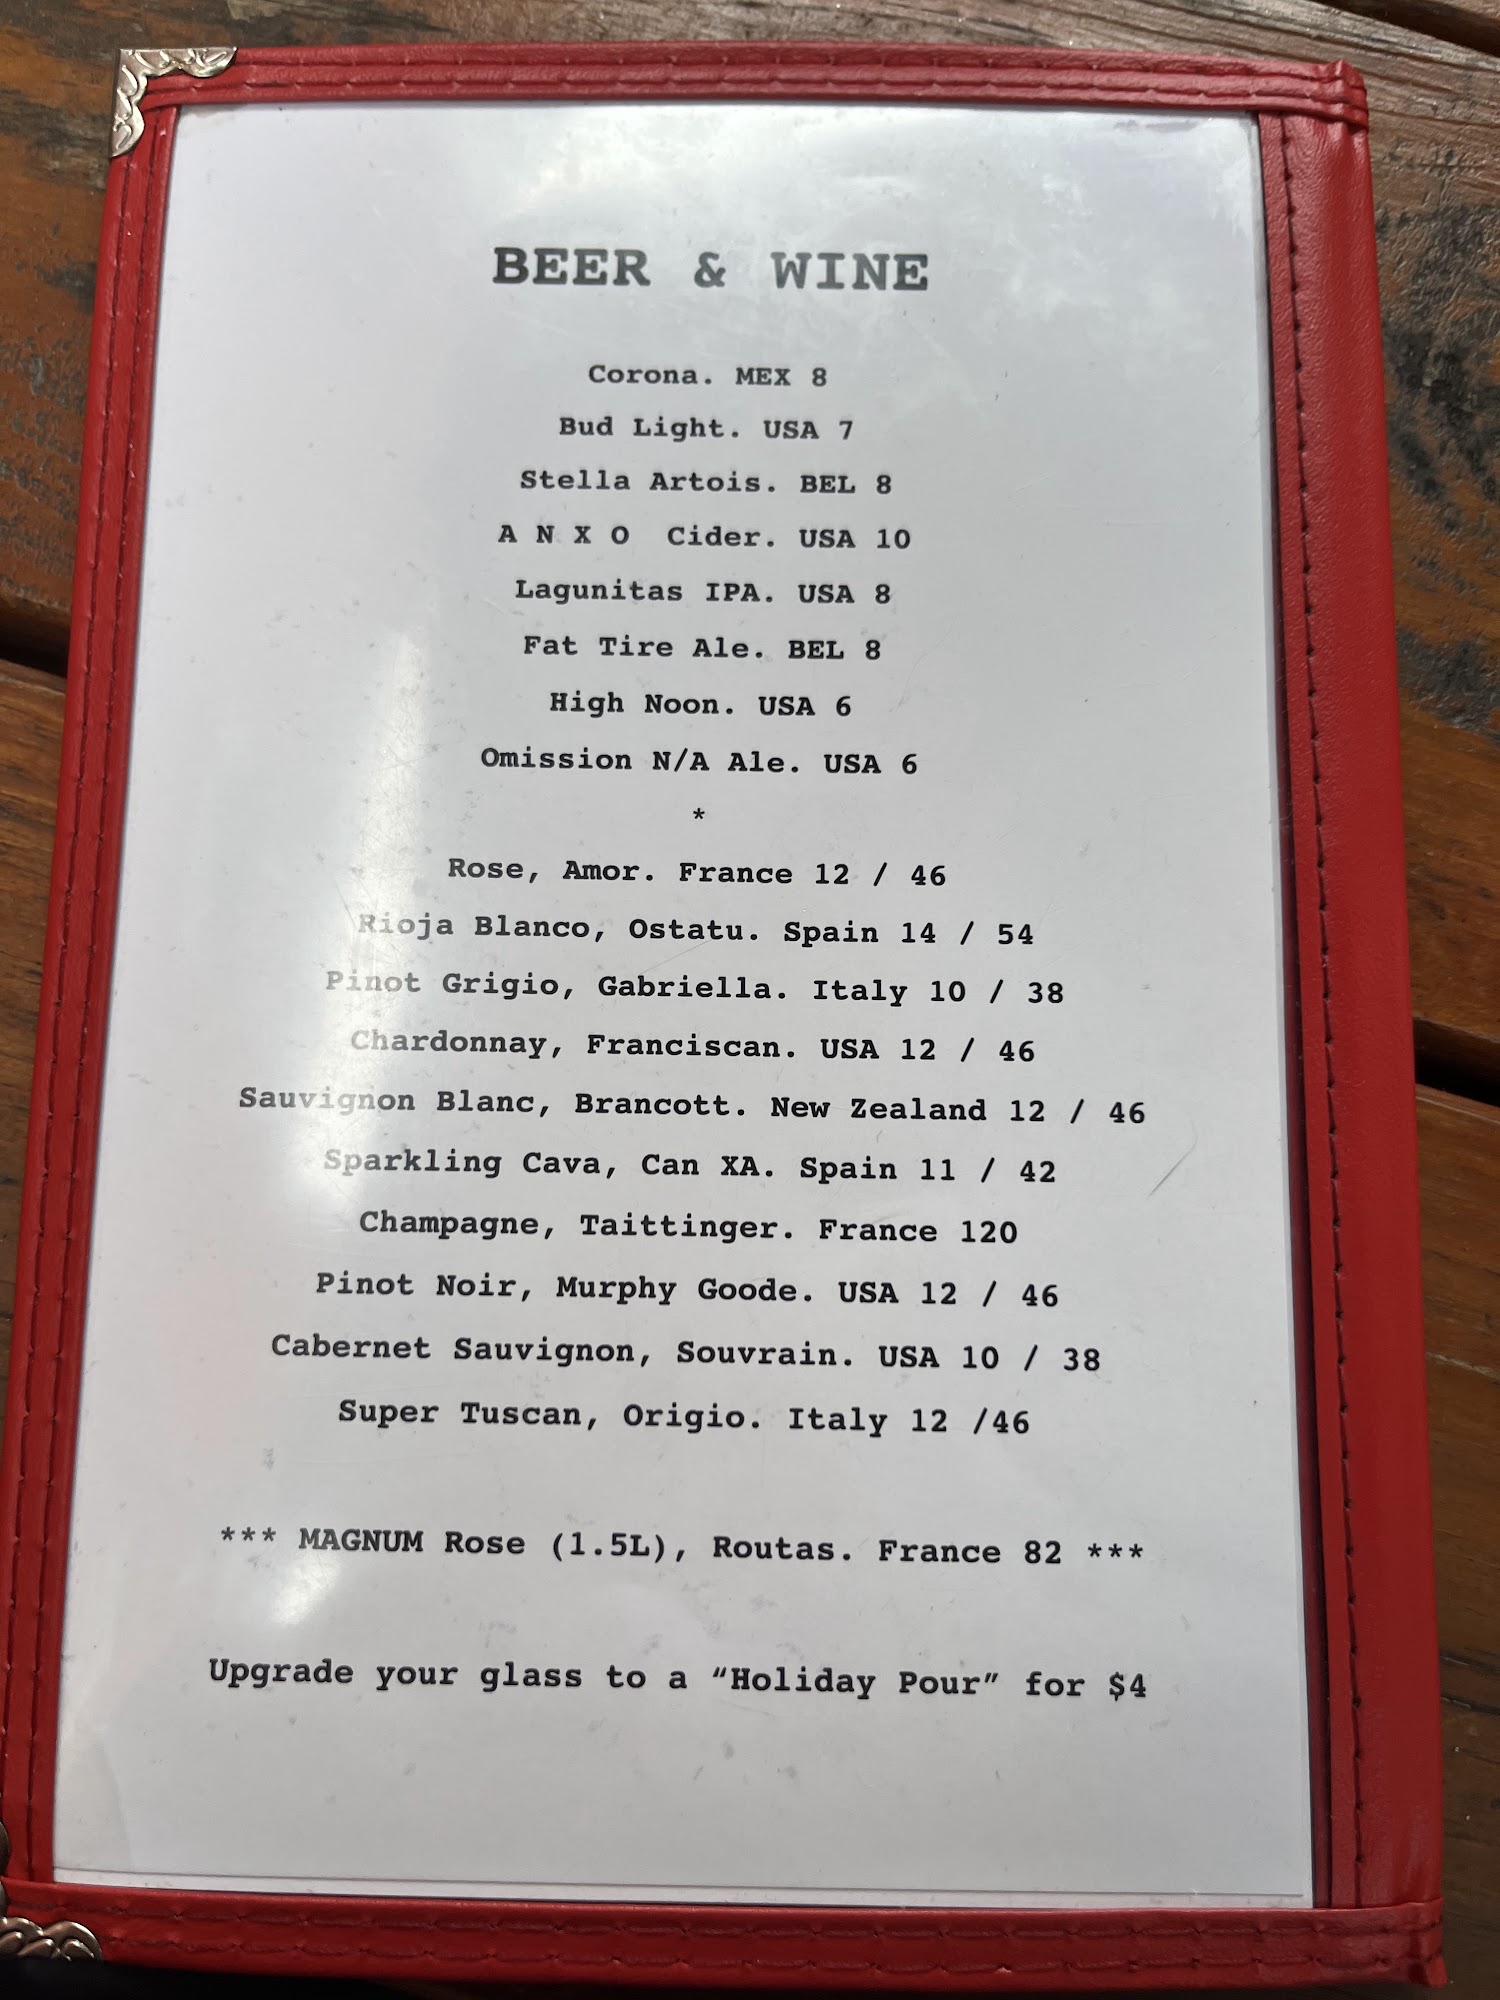 BEER & WINE
Corona. MEX 8
Bud Light. USA 7
Stella Artois. BEL 8
A N X O  Cider. USA 10
Lagunitas IPA. USA 8
Fat Tire Ale. BEL 8
High Noon. USA 6
Omission N/A Ale. USA 6
*
Rose, Amor. France 12 / 46
Rioja Blanco, Ostatu. Spain 14 / 54
Pinot Grigio, Gabriella. Italy 10 / 38
Chardonnay, Franciscan. USA 12 / 46
Sauvignon Blanc, Brancott. New Zealand 12 / 46
Sparkling Cava, Can XA. Spain 11 / 42
Champagne, Taittinger. France 120
Pinot Noir, Murphy Goode. USA 12 / 46
Cabernet Sauvignon, Souvrain. USA 10 / 38
Super Tuscan, Origio. Italy 12 /46
*** MAGNUM Rose (1.5L), Routas. France 82 ***
Upgrade your glass to a “Holiday Pour” for $4